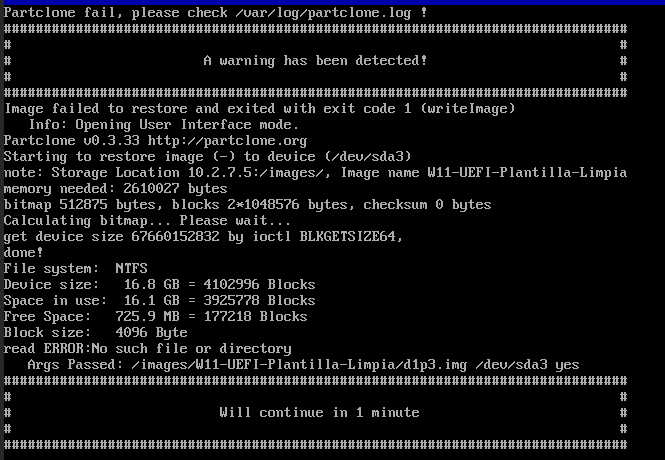 Partclone fail, please check /var/log/partclone.log !
##############################################################################
#                                                                            #
#                        A warning has been detected!                        #
#                                                                            #
##############################################################################
Image failed to restore and exited with exit code 1 (writeImage)
   Info: Opening User Interface mode.
Partclone v0.3.33 http://partclone.org
Starting to restore image (-) to device (/dev/sda3)
note: Storage Location 10.2.7.5:/images/, Image name W11-UEFI-Plantilla-Limpia
memory needed: 2610027 bytes
bitmap 512875 bytes, blocks 2*1048576 bytes, checksum 0 bytes
Calculating bitmap... Please wait...
get device size 67660152832 by ioctl BLKGETSIZE64,
done!
File system:  NTFS
Device size:   16.8 GB = 4102996 Blocks
Space in use:  16.1 GB = 3925778 Blocks
Free Space:   725.9 MB = 177218 Blocks
Block size:   4096 Byte
read ERROR:No such file or directory
   Args Passed: /images/W11-UEFI-Plantilla-Limpia/d1p3.img /dev/sda3 yes
##############################################################################
#                                                                            #
#                          Will continue in 1 minute                         #
#                                                                            #
##############################################################################